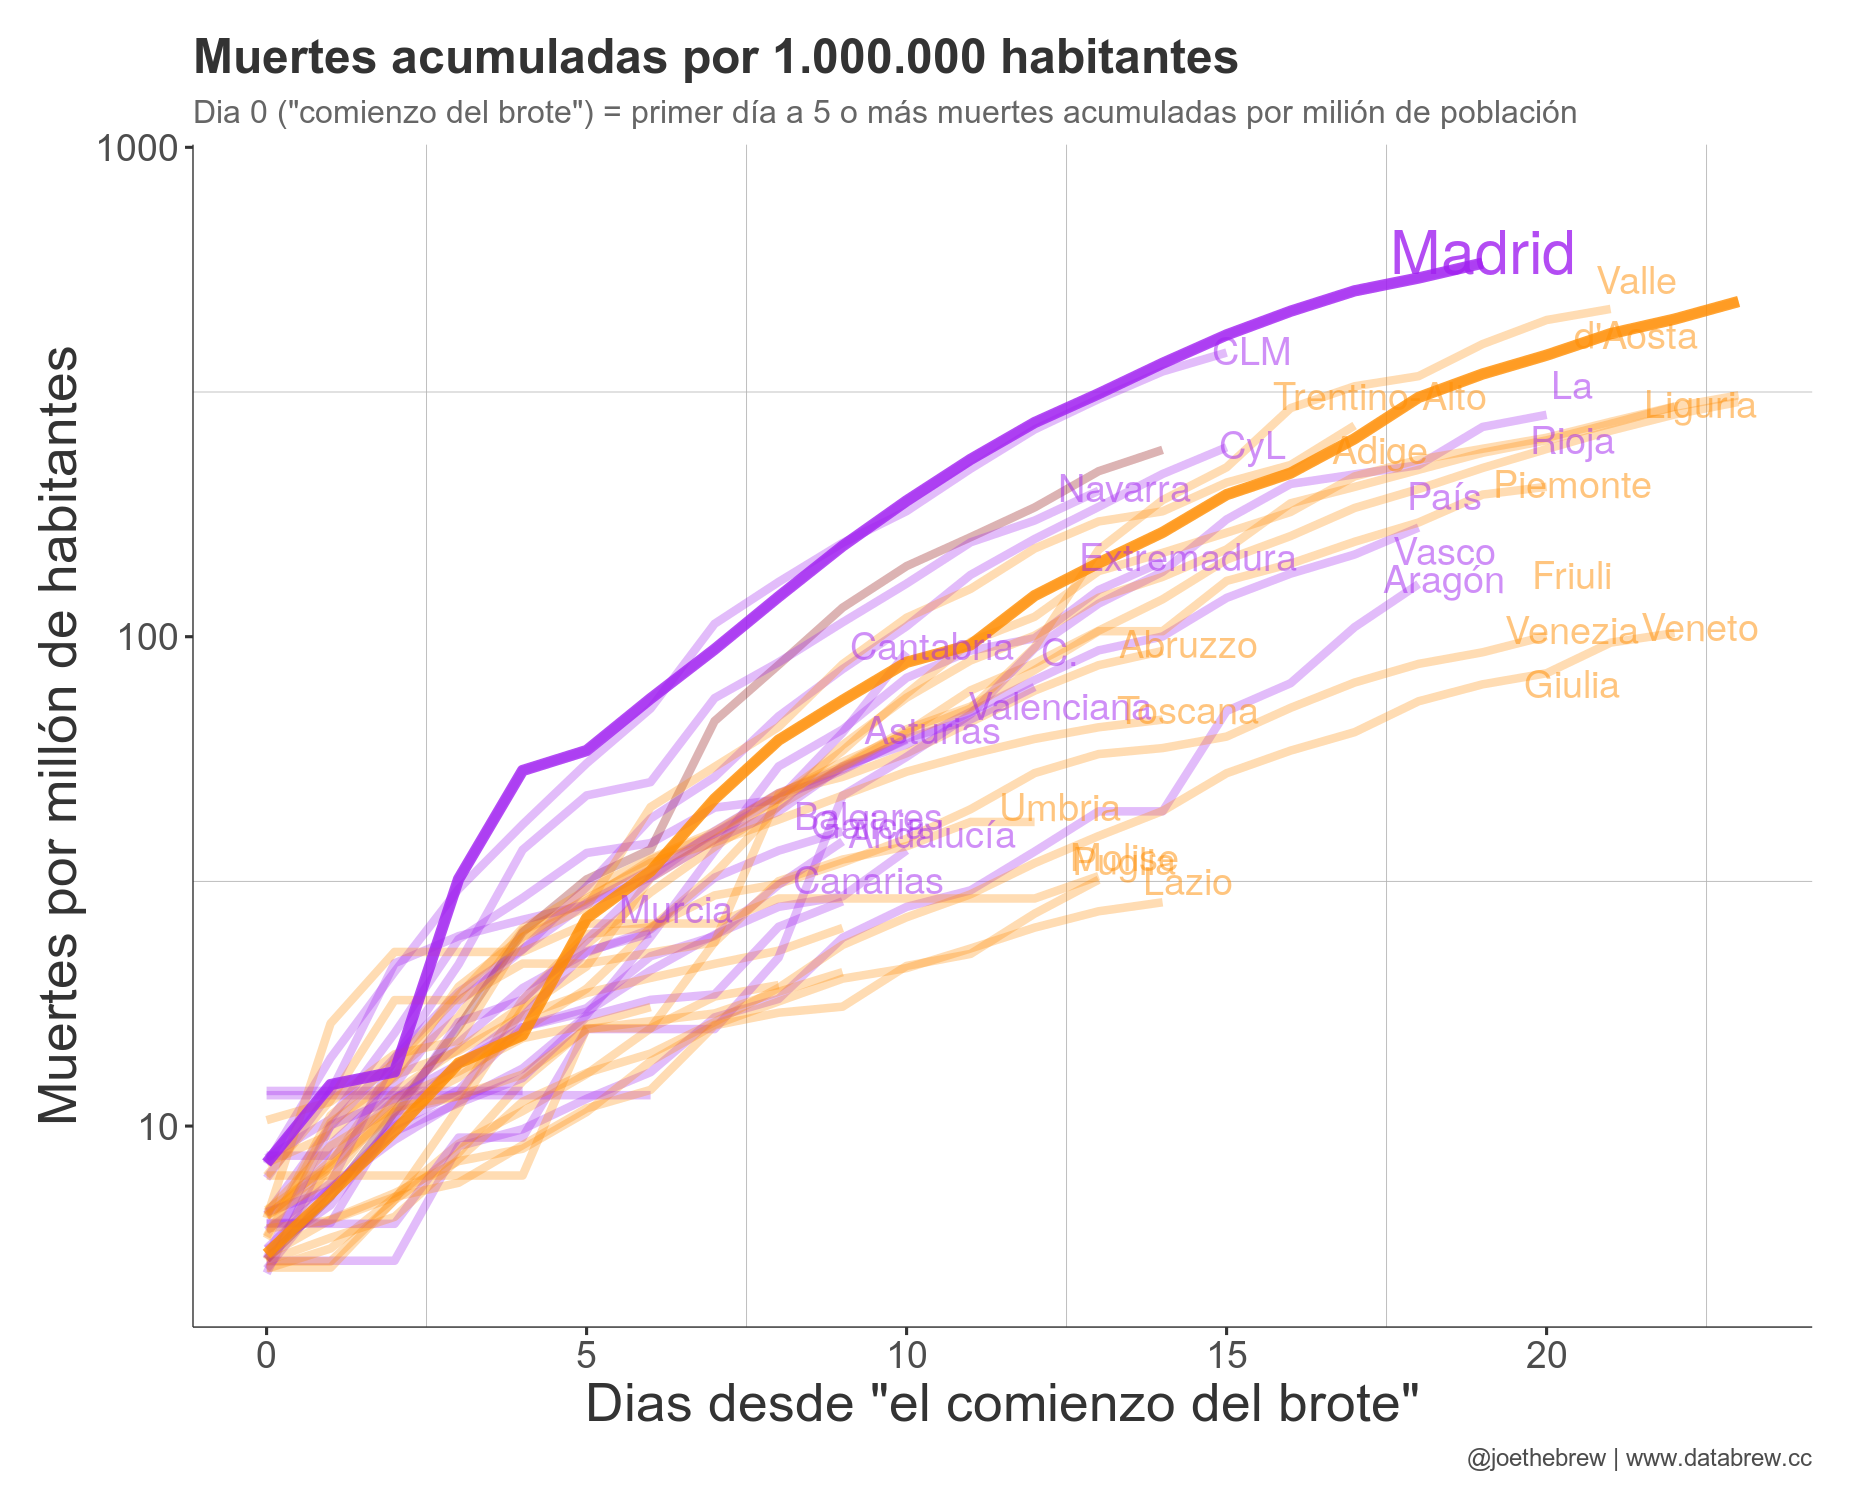 Muertes acumuladas por 1.000.000 habitantes
Dia 0 ("comienzo del brote") = primer día a 5 o más muertes acumuladas por milión de población
Muertes por millón de habitantes
1000
100
10
Madrid
Valle
d'Aosta
CLM
La
Rioja
Trentino-Alto
Adige
Liguria
CyL
Navarra
Piemonte
País
Vasco
Extremadura
Aragón
Friuli
Venezia
Giulia
Veneto
Cantabria
C.
Valenciana
Abruzzo
Toscana
Asturias
Balgares
Galicia
Andalucía
Umbria
Molise
Puglia
Lazio
Canarias
Murcia
0
5
10
15
20
Dias desde "el comienzo del brote"
@joethebrew | www.databrew.cc